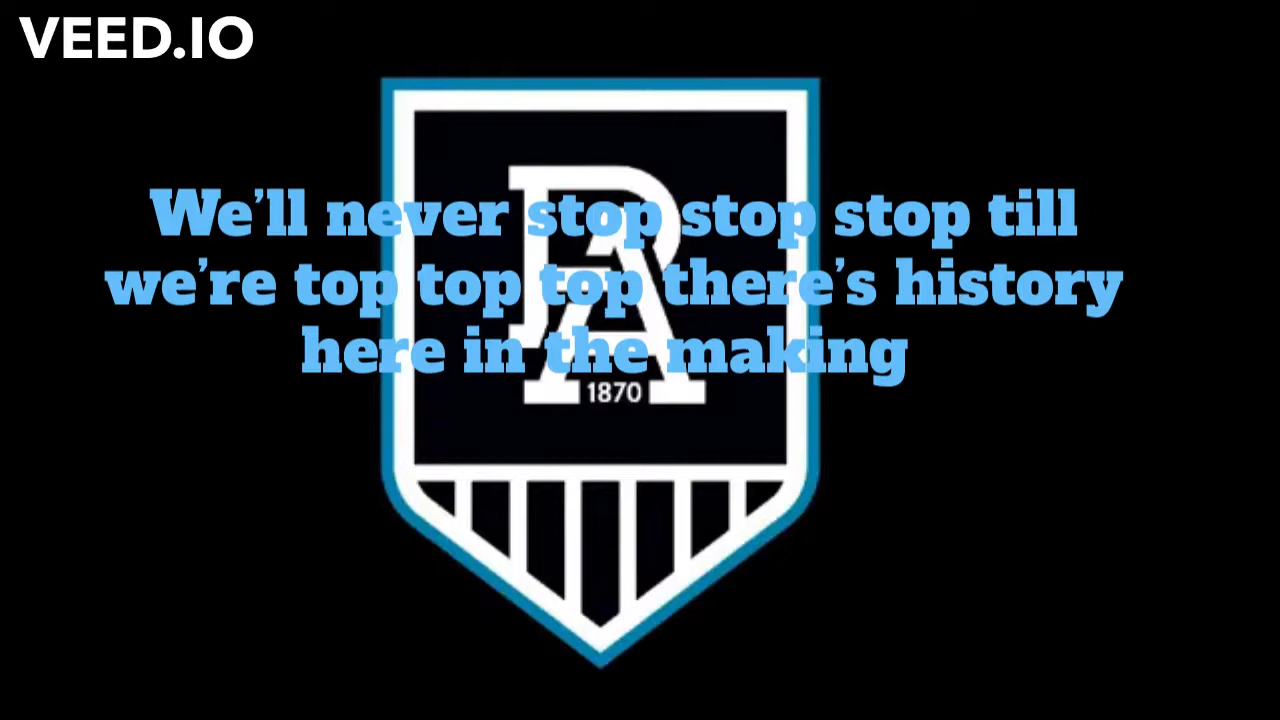 VEED.IO
We’ll never stop stop stop till
we’re top top top there’s history
here in the making
PA
1870